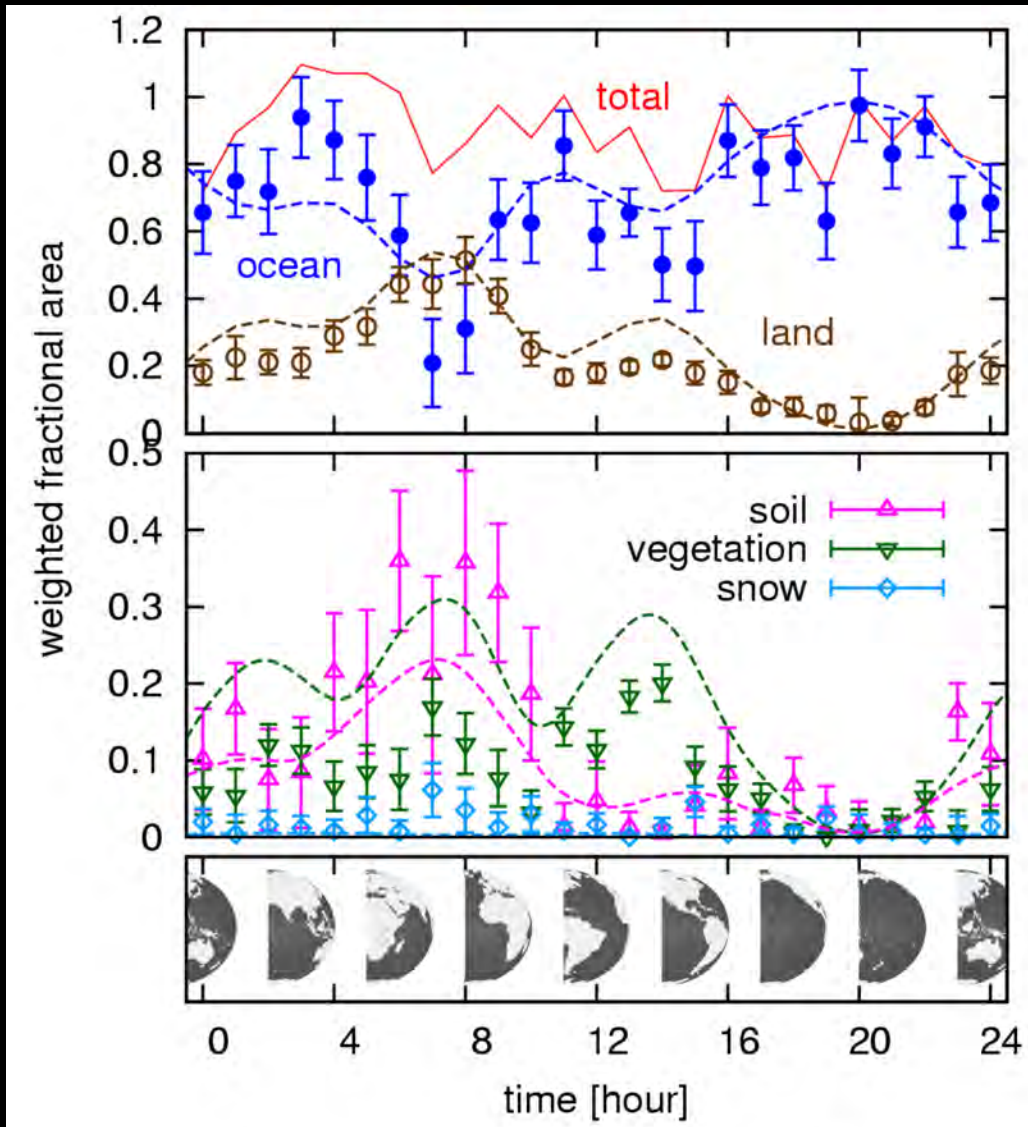 weighted fractional area
1.2
1
0.8
0.6
0.4
0.2
0
total
ocean
land
0.5
0.4
0.3
0.2
0.1
0
soil
vegetation
snow
0 4 8 12 16 20 24
time [hour]